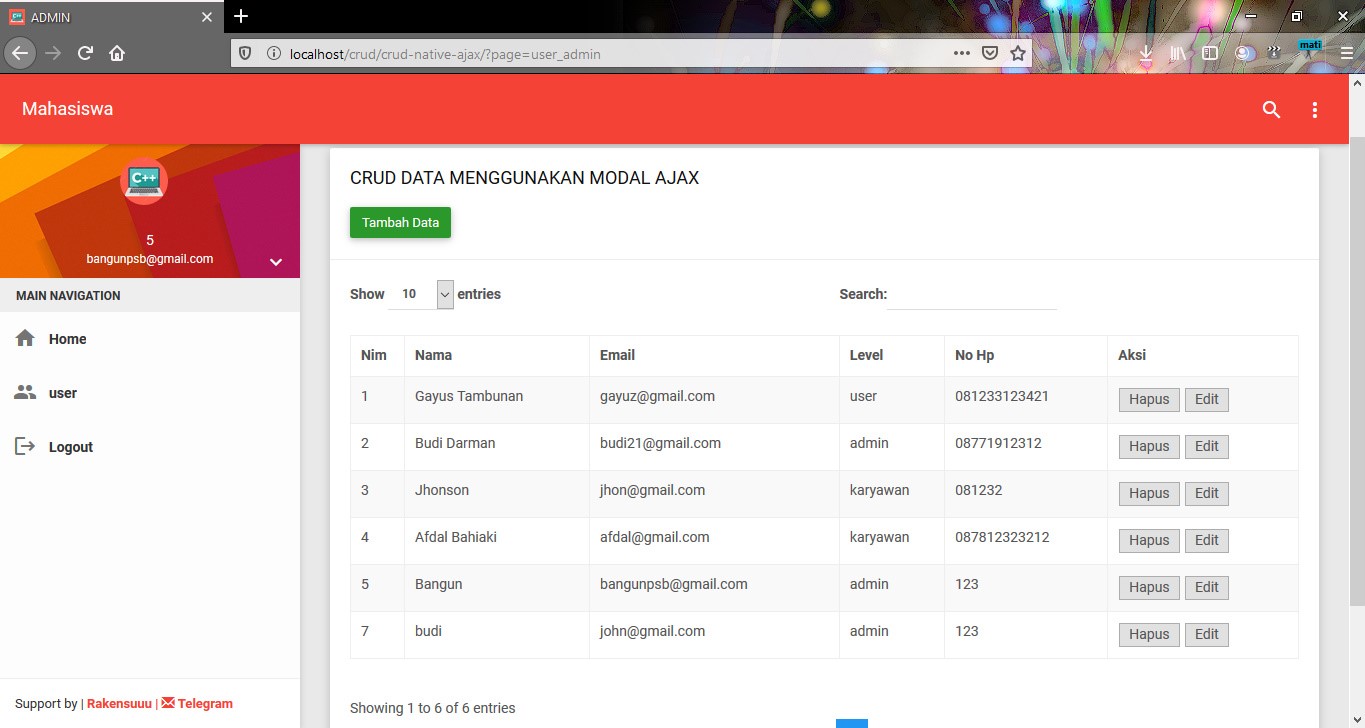 ADMIN
localhost/crud/crud-native-ajax/?page=user_admin
mati
Mahasiswa
C++
5
bangunpsb@gmail.com
MAIN NAVIGATION
Home
user
Logout
Support by | Rakensuuu | Telegram
CRUD DATA MENGGUNAKAN MODAL AJAX
Tambah Data
Show 10 entries Search:
Nim Nama Email Level No Hp Aksi
1 Gayus Tambunan gayuz@gmail.com user 081233123421 Hapus Edit
2 Budi Darman budi21@gmail.com admin 08771912312 Hapus Edit
3 Jhonson jhon@gmail.com karyawan 081232 Hapus Edit
4 Afdal Bahiaki afdal@gmail.com karyawan 087812323212 Hapus Edit
5 Bangun bangunpsb@gmail.com admin 123 Hapus Edit
7 budi john@gmail.com admin 123 Hapus Edit
Showing 1 to 6 of 6 entries